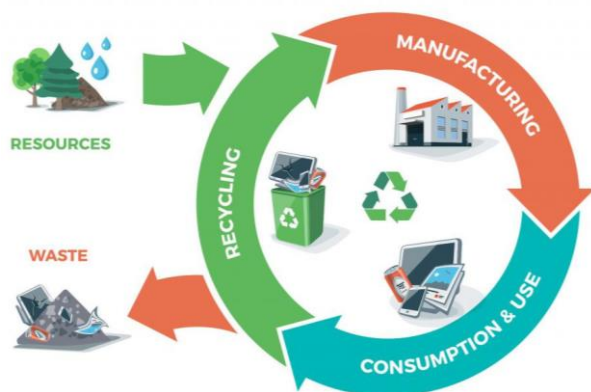 RESOURCES
MANUFACTURING
RECYCLING
WASTE
CONSUMPTION & USE